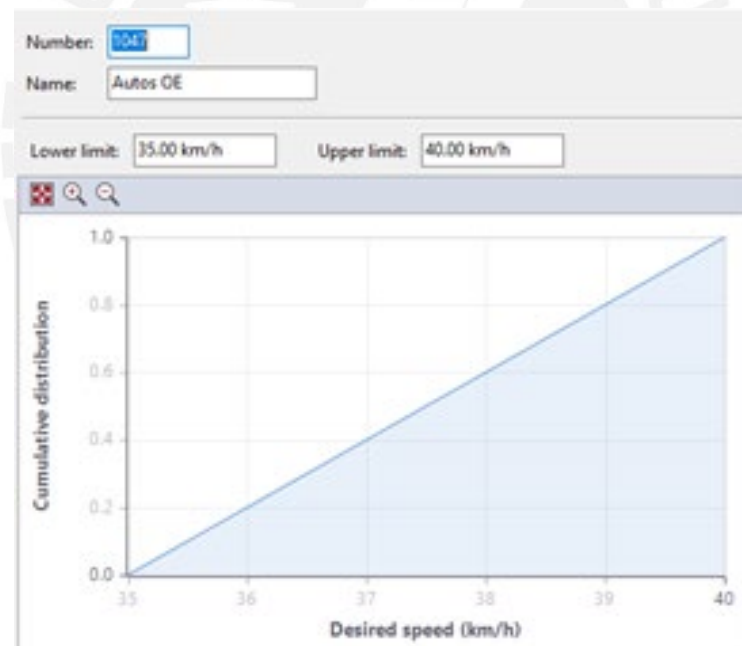 Number: 1047
Name: Autos OE
Lower limit: 35.00 km/h Upper limit: 40.00 km/h
1.0
0.8
0.6
0.4
0.2
0.0
Cumulative distribution
35 36 37 38 39 40
Desired speed (km/h)